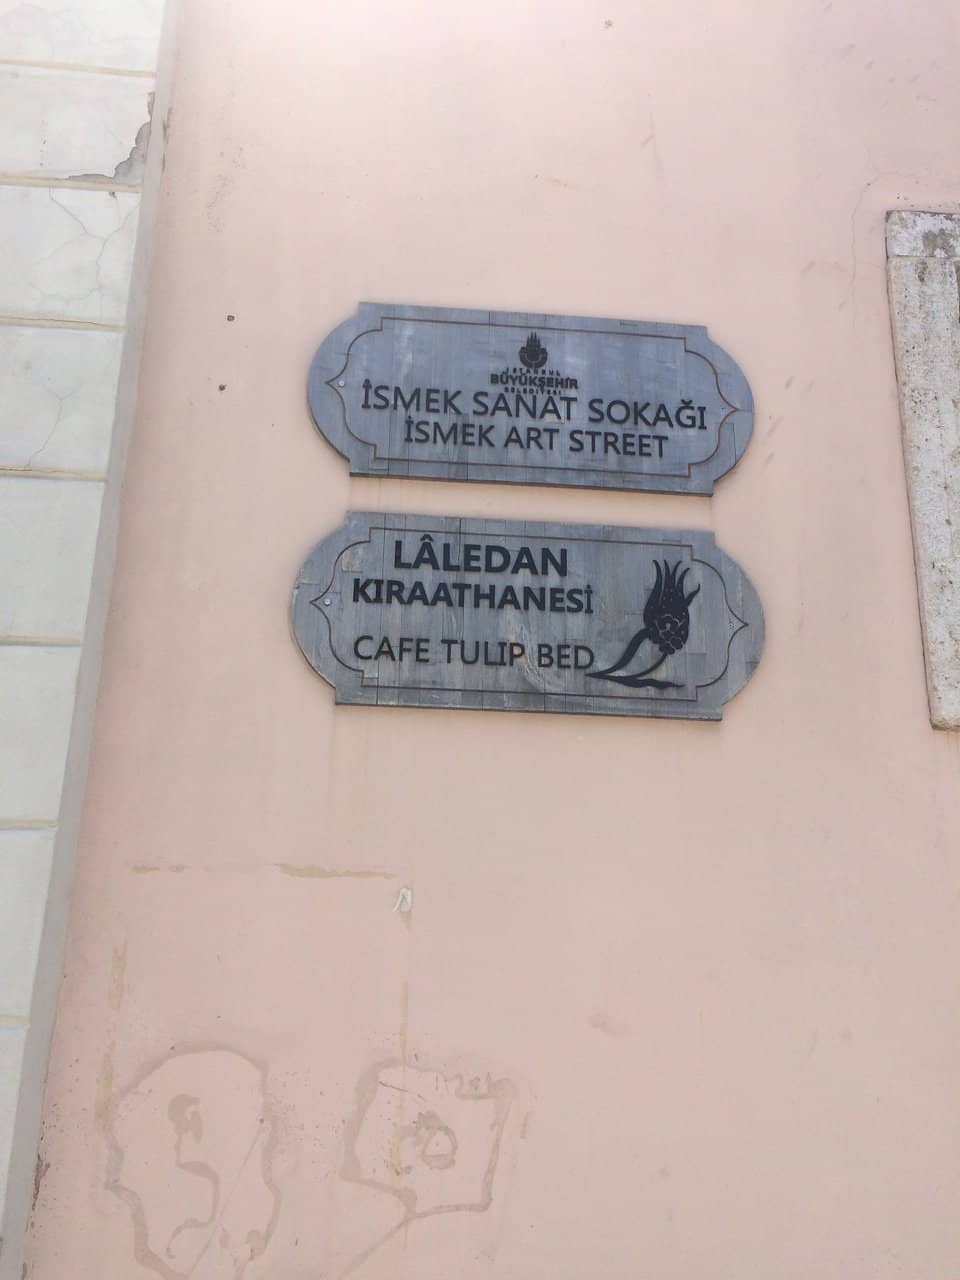 İSTANBUL
BÜYÜKŞEHİR
BELEDİYESİ
İSMEK SANAT SOKAĞI
İSMEK ART STREET
LÂLEDAN
KIRAATHANESİ
CAFE TULIP BED